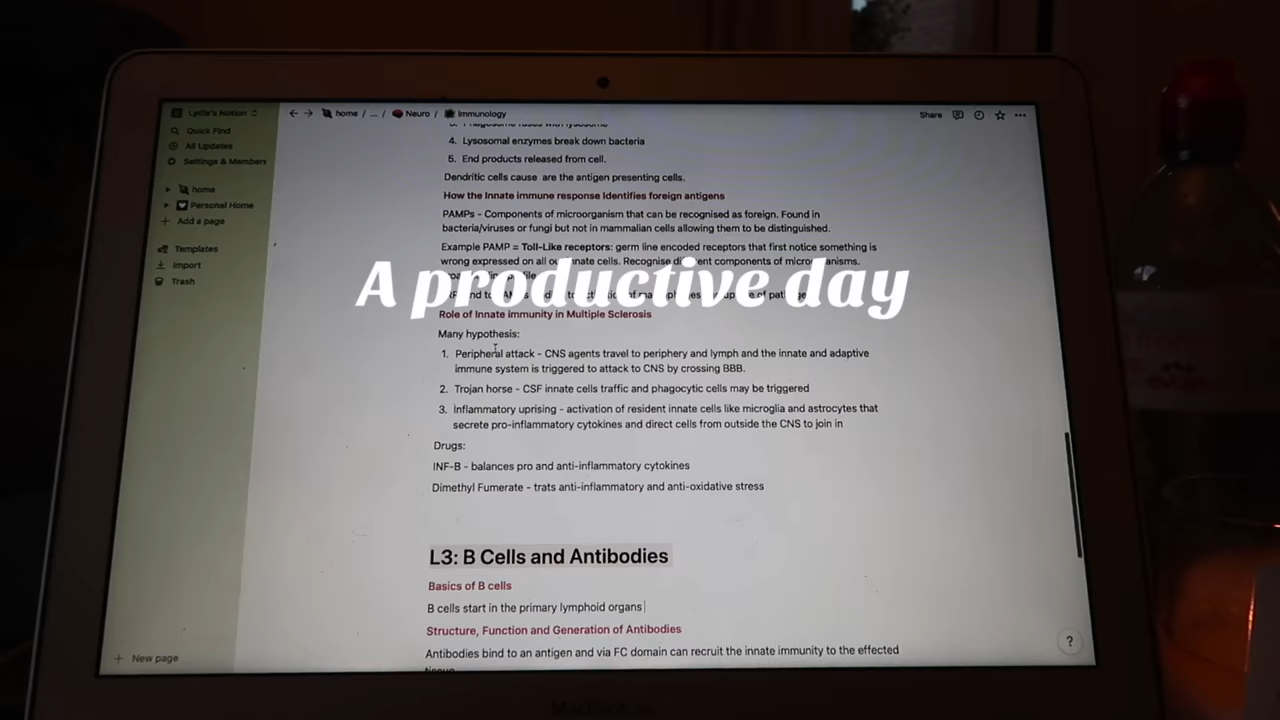 Lydia's Notion
Quick Find
All Updates
Settings & Members
home
Personal Home
Add a page
Templates
Import
Trash
New page
home / ... / Neuro / Immunology
Share
4. Lysosomal enzymes break down bacteria
5. End products released from cell.
Dendritic cells cause are the antigen presenting cells.
How the Innate immune response Identifies foreign antigens
PAMPs - Components of microorganism that can be recognised as foreign. Found in
bacteria/viruses or fungi but not in mammalian cells allowing them to be distinguished.
Example PAMP = Toll-Like receptors: germ line encoded receptors that first notice something is
wrong expressed on all innate cells. Recognise components of
A productive day
Role of Innate immunity in Multiple Sclerosis
Many hypothesis:
1. Peripheral attack - CNS agents travel to periphery and lymph and the innate and adaptive
immune system is triggered to attack to CNS by crossing BBB.
2. Trojan horse - CSF innate cells traffic and phagocytic cells may be triggered
3. Inflammatory uprising - activation of resident innate cells like microglia and astrocytes that
secrete pro-inflammatory cytokines and direct cells from outside the CNS to join in
Drugs:
INF-B - balances pro and anti-inflammatory cytokines
Dimethyl Fumerate - trats anti-inflammatory and anti-oxidative stress
L3: B Cells and Antibodies
Basics of B cells
B cells start in the primary lymphoid organs
Structure, Function and Generation of Antibodies
Antibodies bind to an antigen and via FC domain can recruit the innate immunity to the effected
?